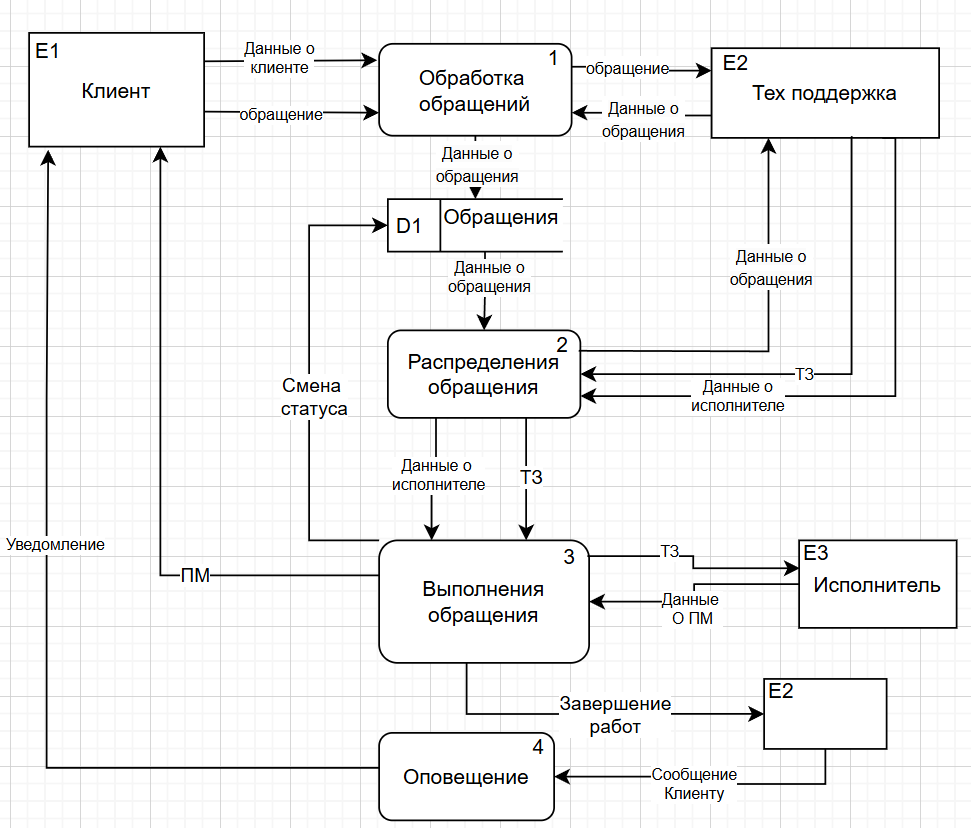 E1
Клиент
Данные о
клиенте
обращение
1
Обработка
обращений
обращение
Данные о
обращения
E2
Тех поддержка
Данные о
обращения
D1
Обращения
Данные о
обращения
Данные о
обращения
2
Распределения
обращения
ТЗ
Данные о
исполнителе
Смена
статуса
Данные о
исполнителе
ТЗ
Уведомление
ПМ
3
Выполнения
обращения
ТЗ
Данные
О ПМ
E3
Исполнитель
Завершение
работ
E2
4
Оповещение
Сообщение
Клиенту